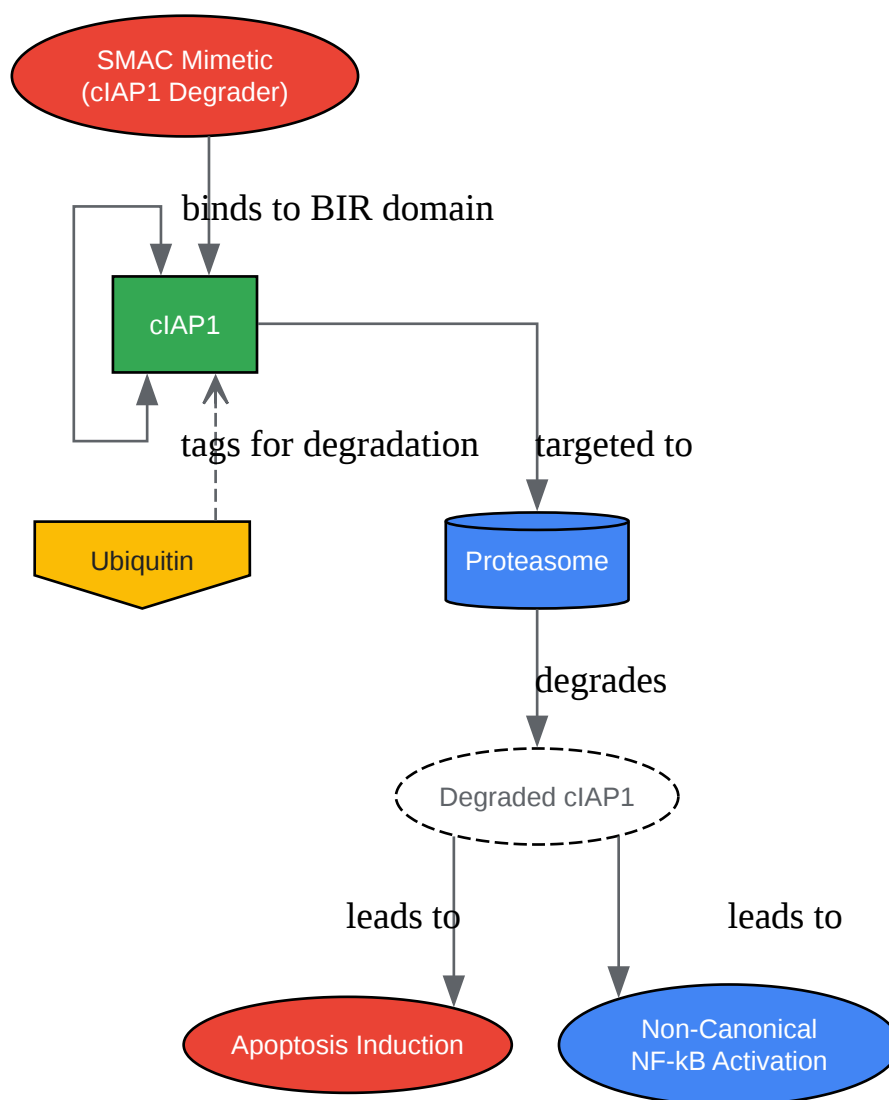 SMAC Mimetic
(cIAP1 Degrader)
binds to BIR domain
cIAP1
tags for degradation
targeted to
Ubiquitin
Proteasome
degrades
Degraded cIAP1
leads to
leads to
Apoptosis Induction
Non-Canonical
NF-kB Activation